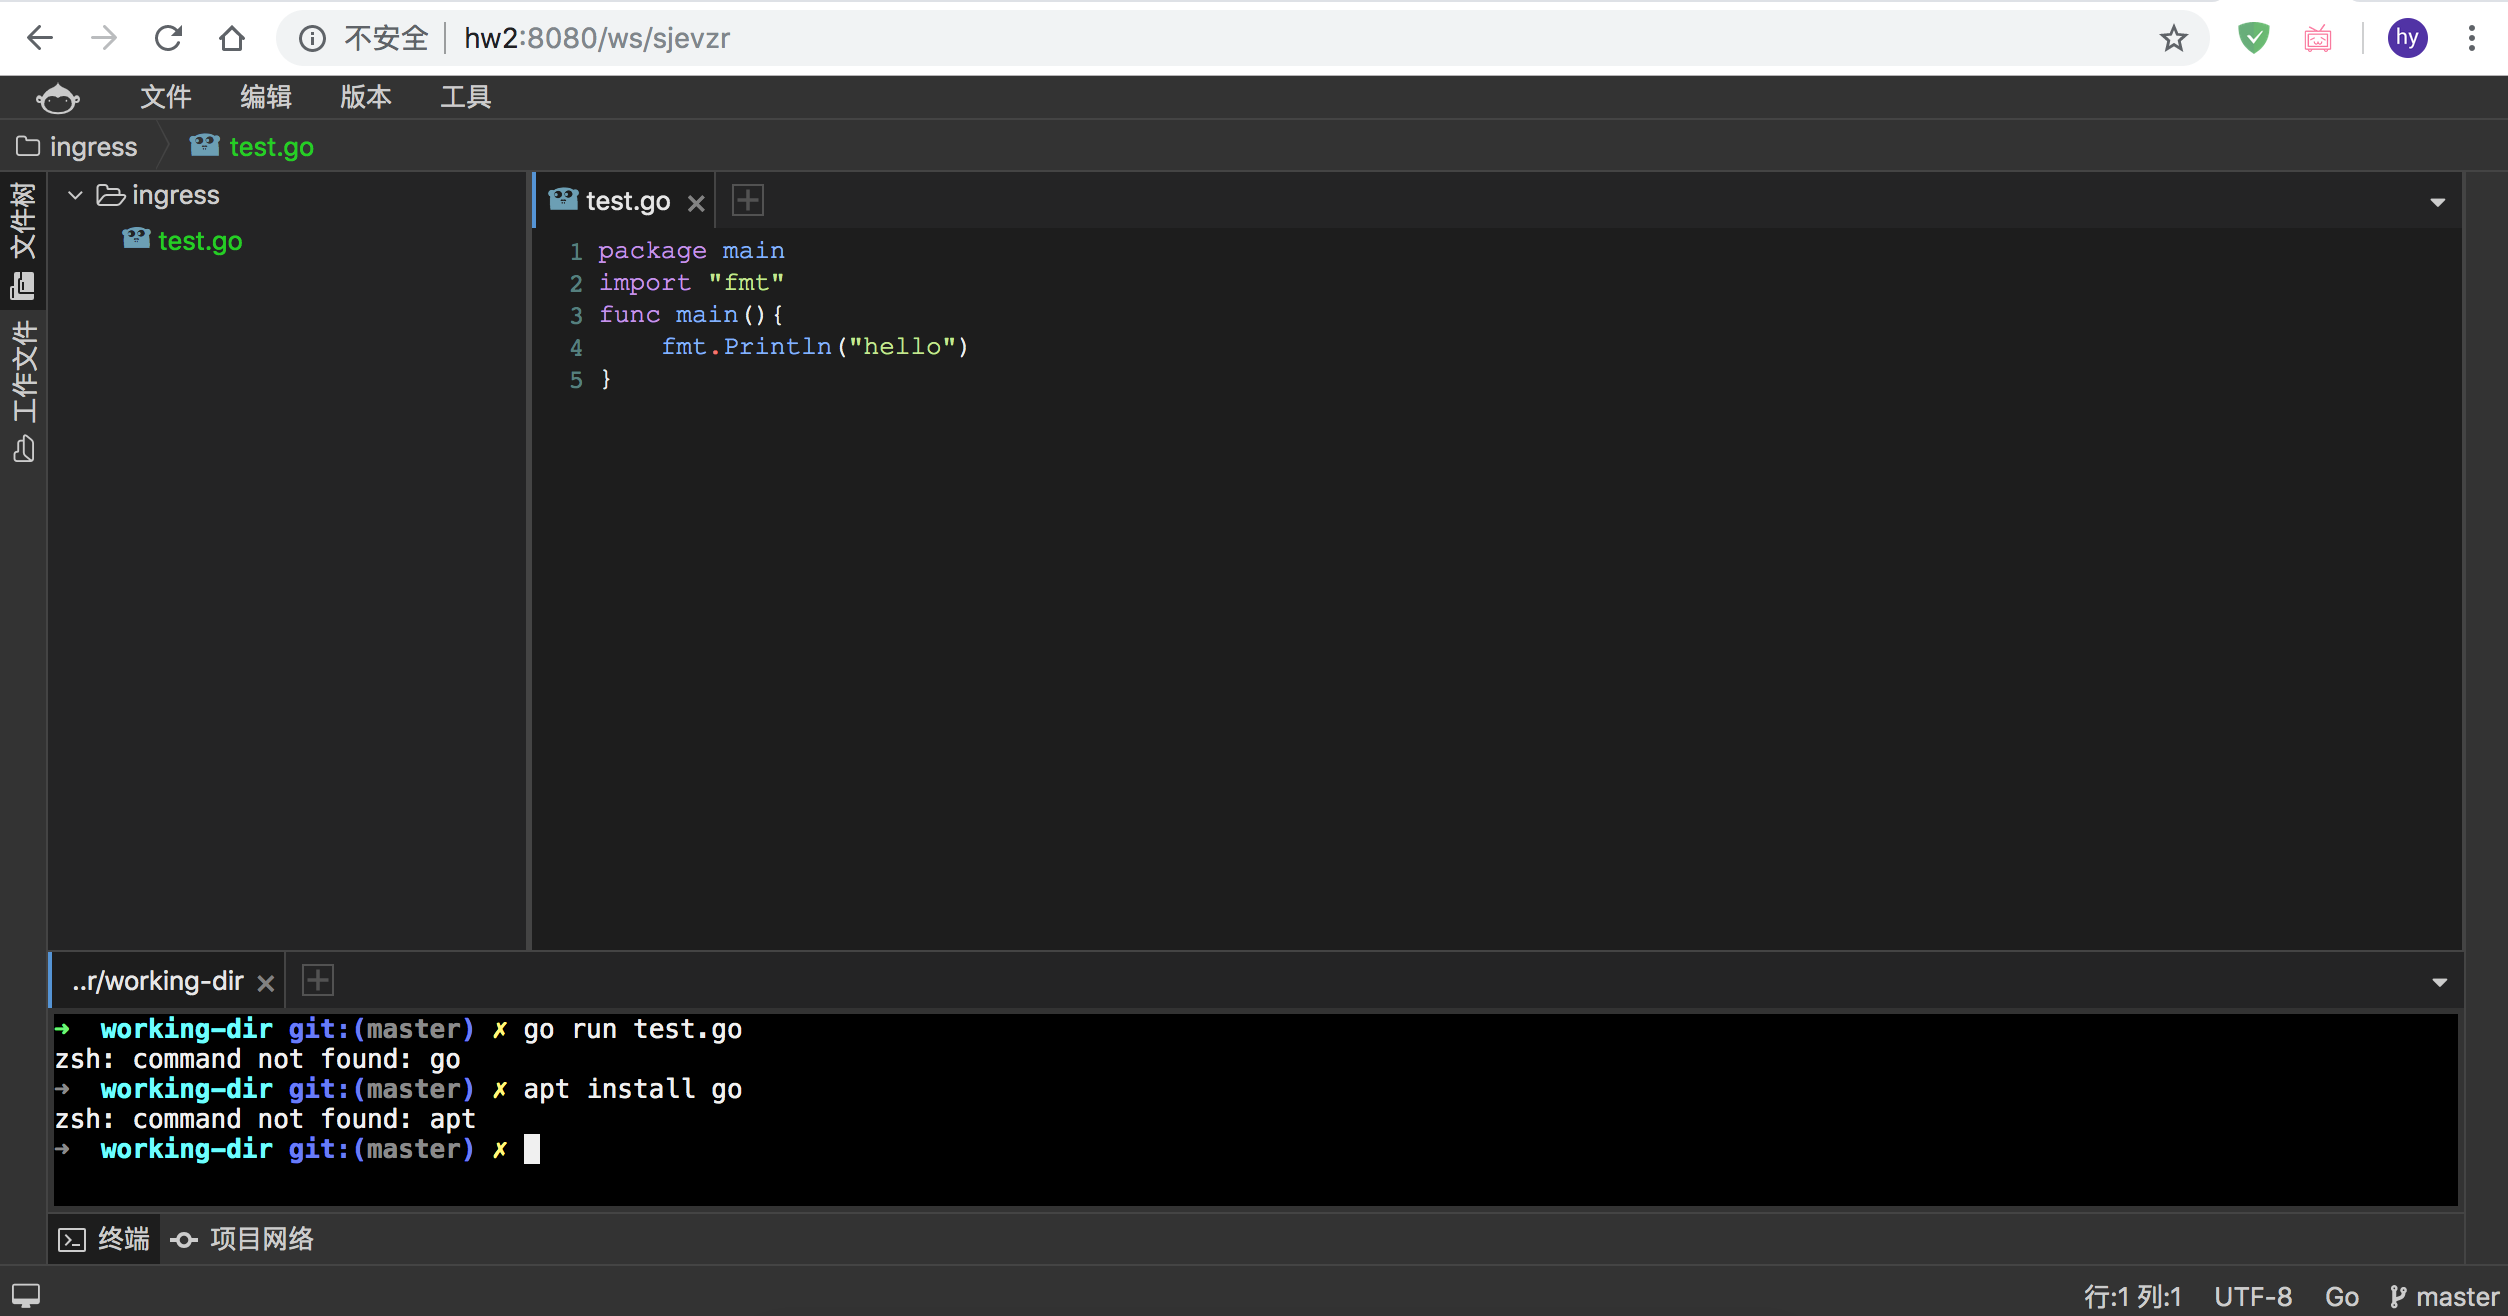 不安全 hw2:8080/ws/sjevzr hy
文件 编辑 版本 工具
ingress test.go
文件树
工作文件
ingress
test.go
test.go
1 package main
2 import "fmt"
3 func main(){
4     fmt.Println("hello")
5 }
..r/working-dir
➜  working-dir git:(master) ✗ go run test.go
zsh: command not found: go
➜  working-dir git:(master) ✗ apt install go
zsh: command not found: apt
➜  working-dir git:(master) ✗
终端 项目网络
行:1 列:1 UTF-8 Go master